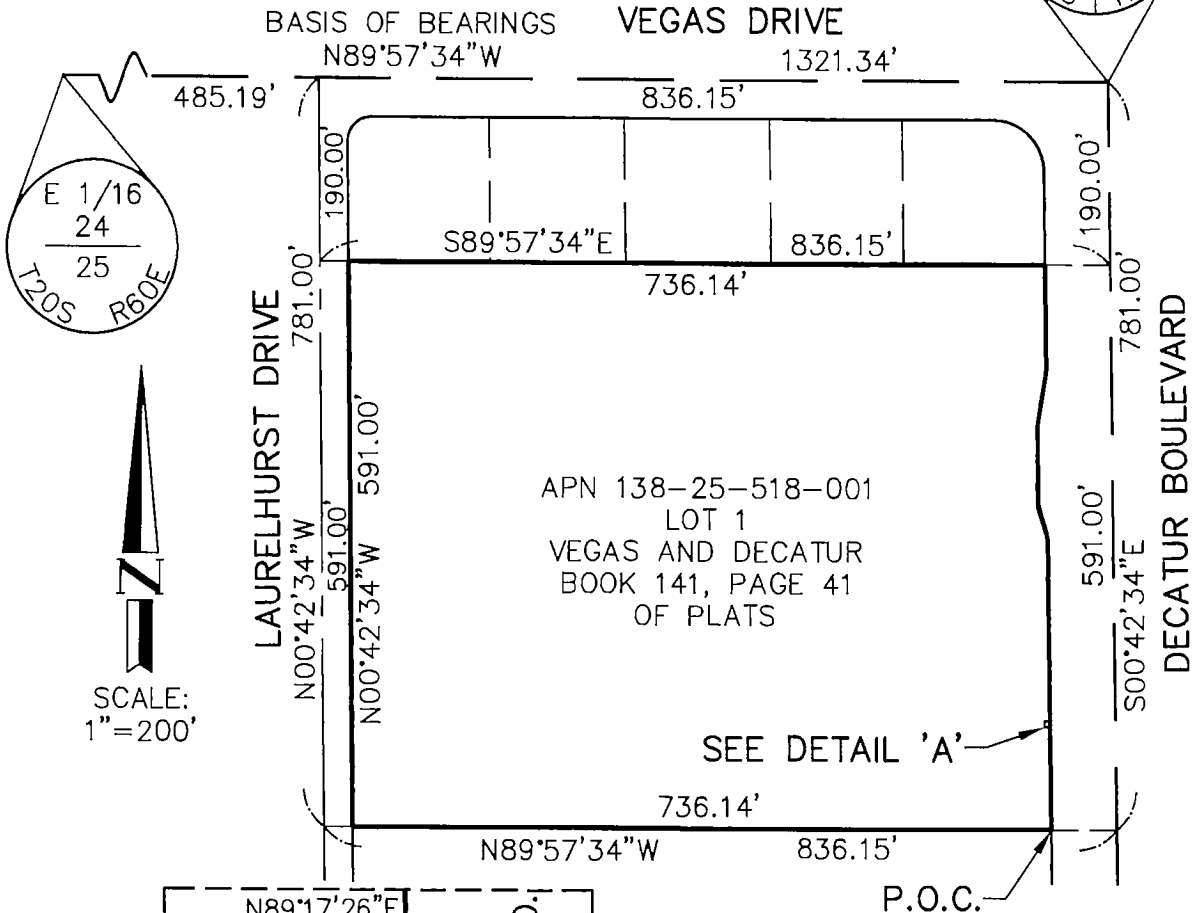 BASIS OF BEARINGS
VEGAS DRIVE
N89°57'34"W
1321.34'
485.19'
836.15'
190.00'
190.00'
E 1/16
24
25
T20S R60E
S89°57'34"E
836.15'
736.14'
781.00'
781.00'
LAURELHURST DRIVE
DECATUR BOULEVARD
591.00'
N00°42'34"W
591.00'
N00°42'34"W
591.00'
S00°42'34"E
APN 138-25-518-001
LOT 1
VEGAS AND DECATUR
BOOK 141, PAGE 41
OF PLATS
N
SCALE:
1"=200'
SEE DETAIL 'A'
736.14'
N89°57'34"W
836.15'
P.O.C.
N89°17'26"E